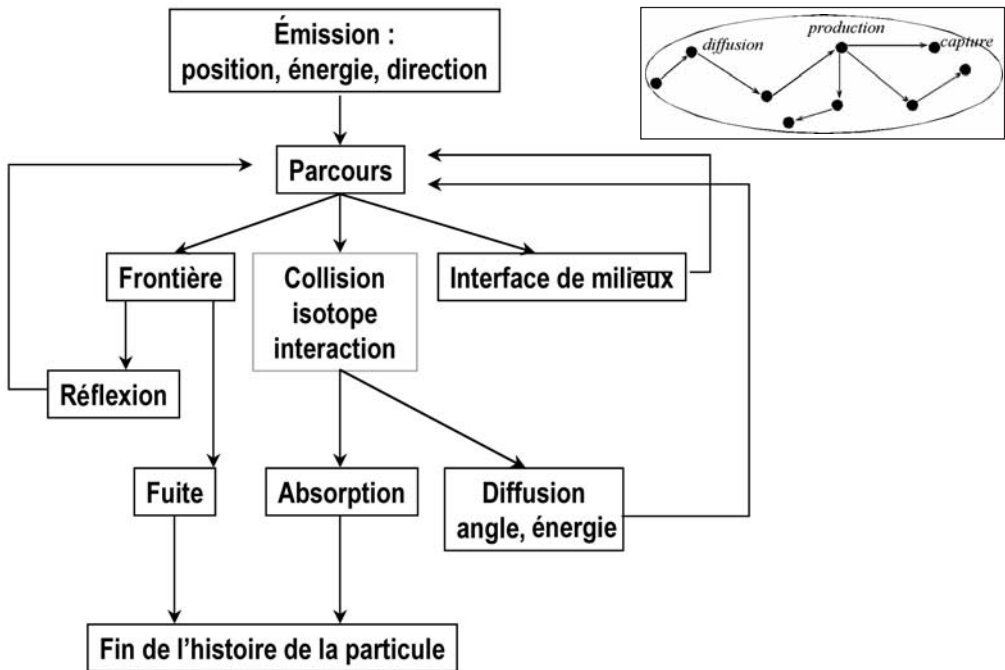 Émission :
position, énergie, direction
diffusion
production
capture
Parcours
Frontière
Collision
isotope
interaction
Interface de milieux
Réflexion
Fuite
Absorption
Diffusion
angle, énergie
Fin de l'histoire de la particule